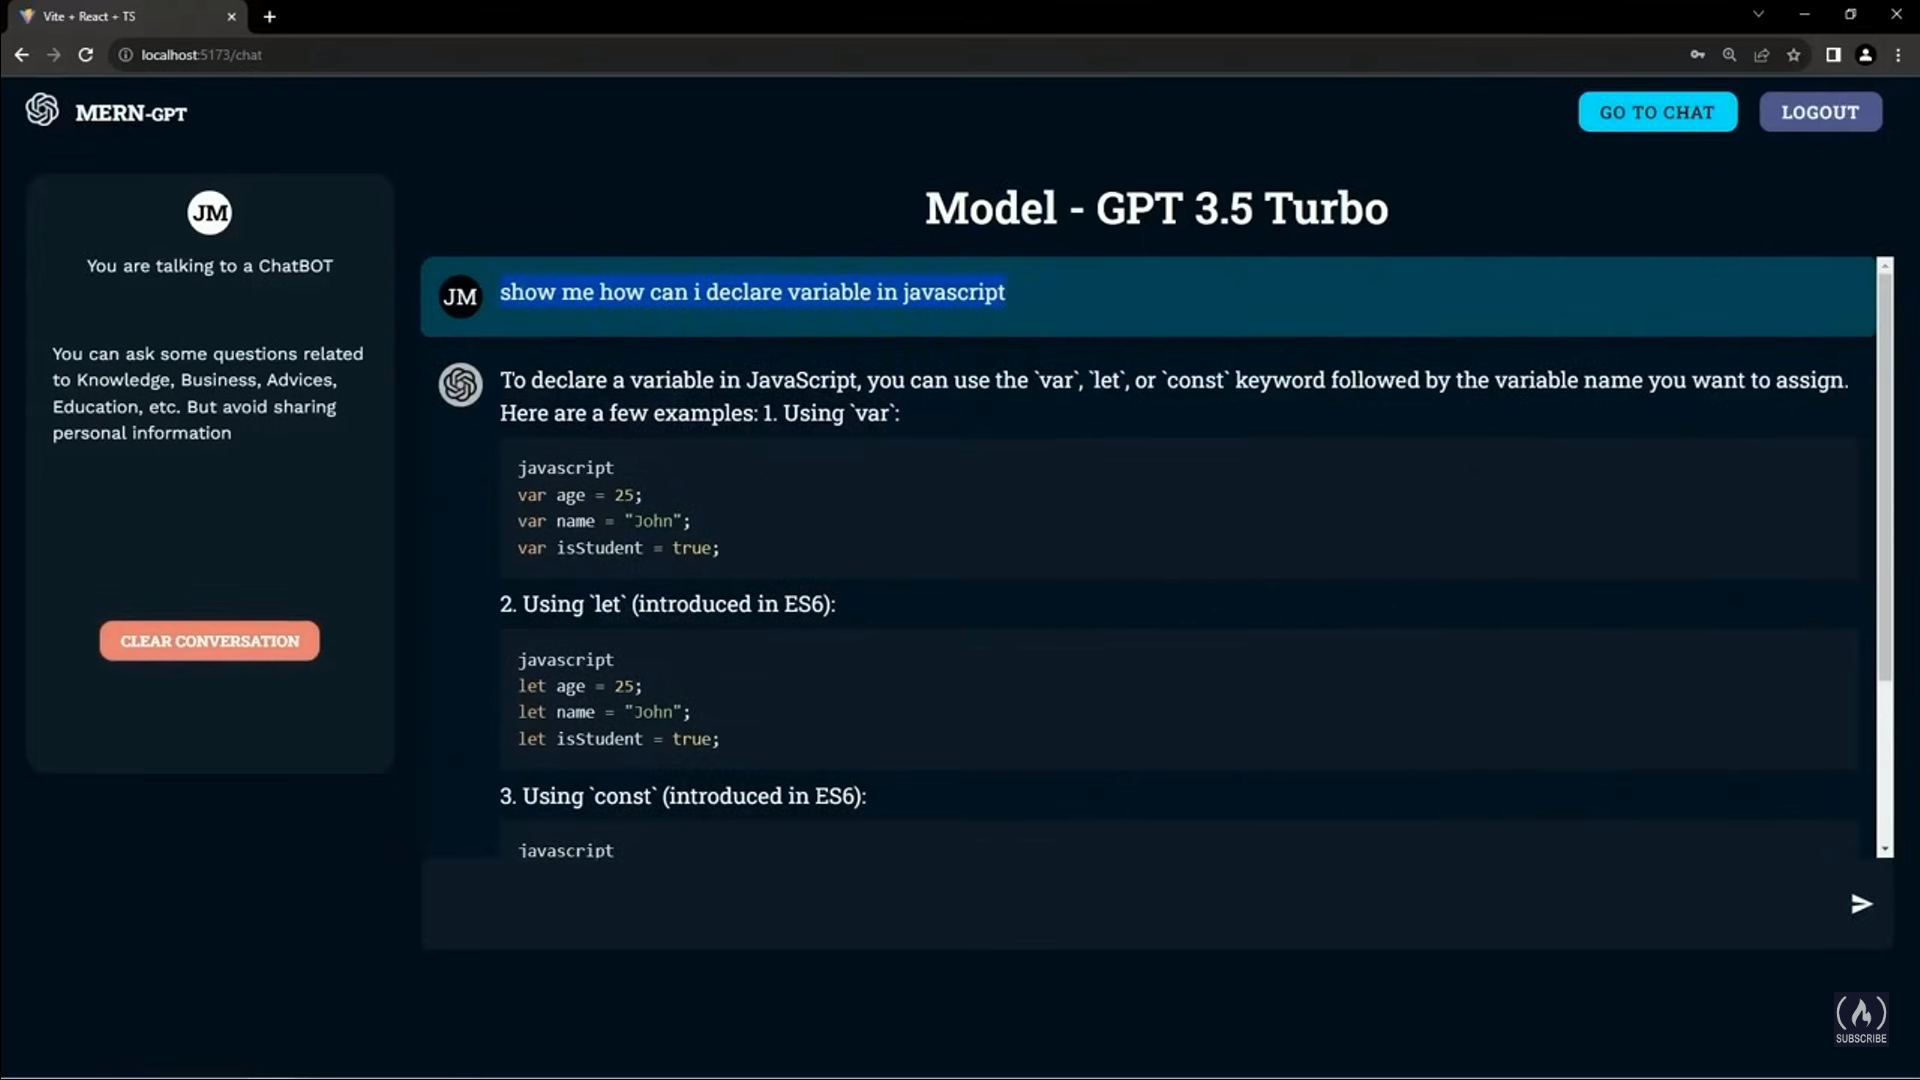 Vite + React + TS
localhost:5173/chat
MERN-GPT
GO TO CHAT
LOGOUT
JM
You are talking to a ChatBOT
You can ask some questions related
to Knowledge, Business, Advices,
Education, etc. But avoid sharing
personal information
CLEAR CONVERSATION
Model - GPT 3.5 Turbo
JM
show me how can i declare variable in javascript
To declare a variable in JavaScript, you can use the `var`, `let`, or `const` keyword followed by the variable name you want to assign.
Here are a few examples: 1. Using `var`:
javascript
var age = 25;
var name = "John";
var isStudent = true;
2. Using `let` (introduced in ES6):
javascript
let age = 25;
let name = "John";
let isStudent = true;
3. Using `const` (introduced in ES6):
javascript
SUBSCRIBE